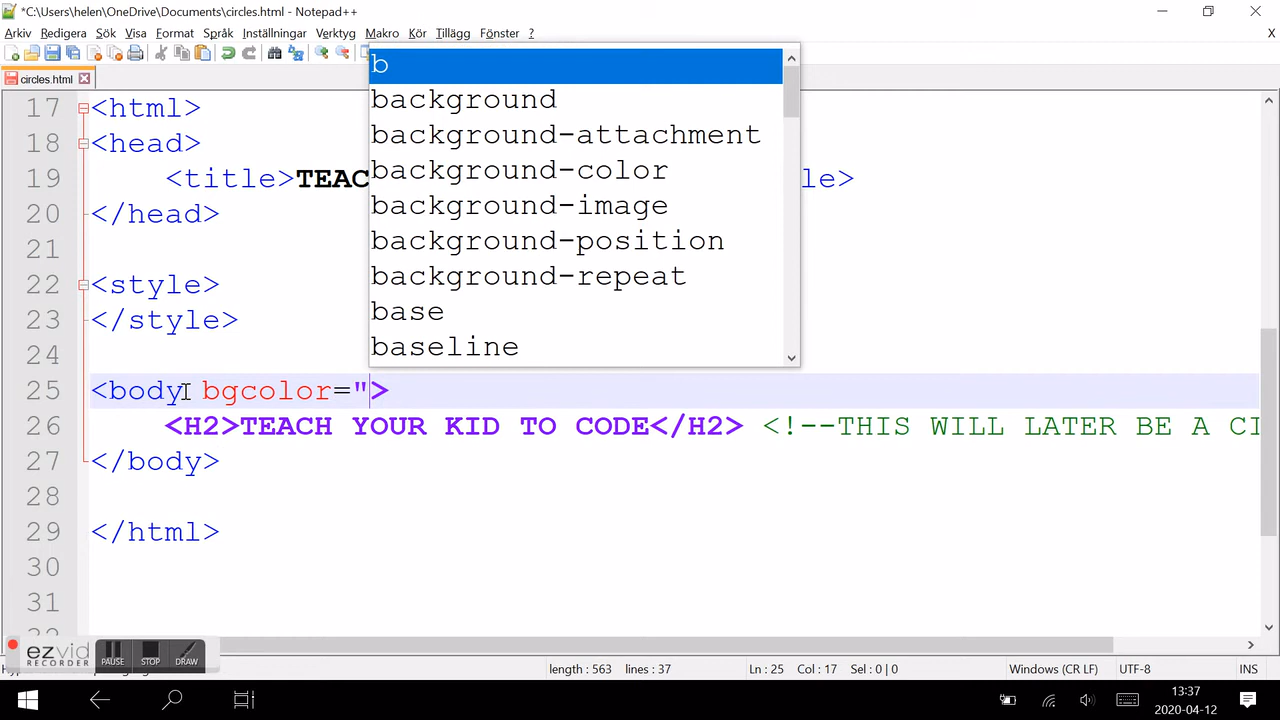 *C:\Users\helen\OneDrive\Documents\circles.html - Notepad++
Arkiv Redigera Sök Visa Format Språk Inställningar Verktyg Makro Kör Tillägg Fönster ? X
circles.html
b
background
background-attachment
background-color
background-image
background-position
background-repeat
base
baseline
17 <html>
18 <head>
19 <title>TEAC le>
20 </head>
21
22 <style>
23 </style>
24
25 <body bgcolor=">
26 <H2>TEACH YOUR KID TO CODE</H2> <!--THIS WILL LATER BE A CI
27 </body>
28
29 </html>
30
31
ezvid
RECORDER
PAUSE STOP DRAW
length : 563 lines : 37 Ln : 25 Col : 17 Sel : 0 | 0 Windows (CR LF) UTF-8 INS
13:37
2020-04-12